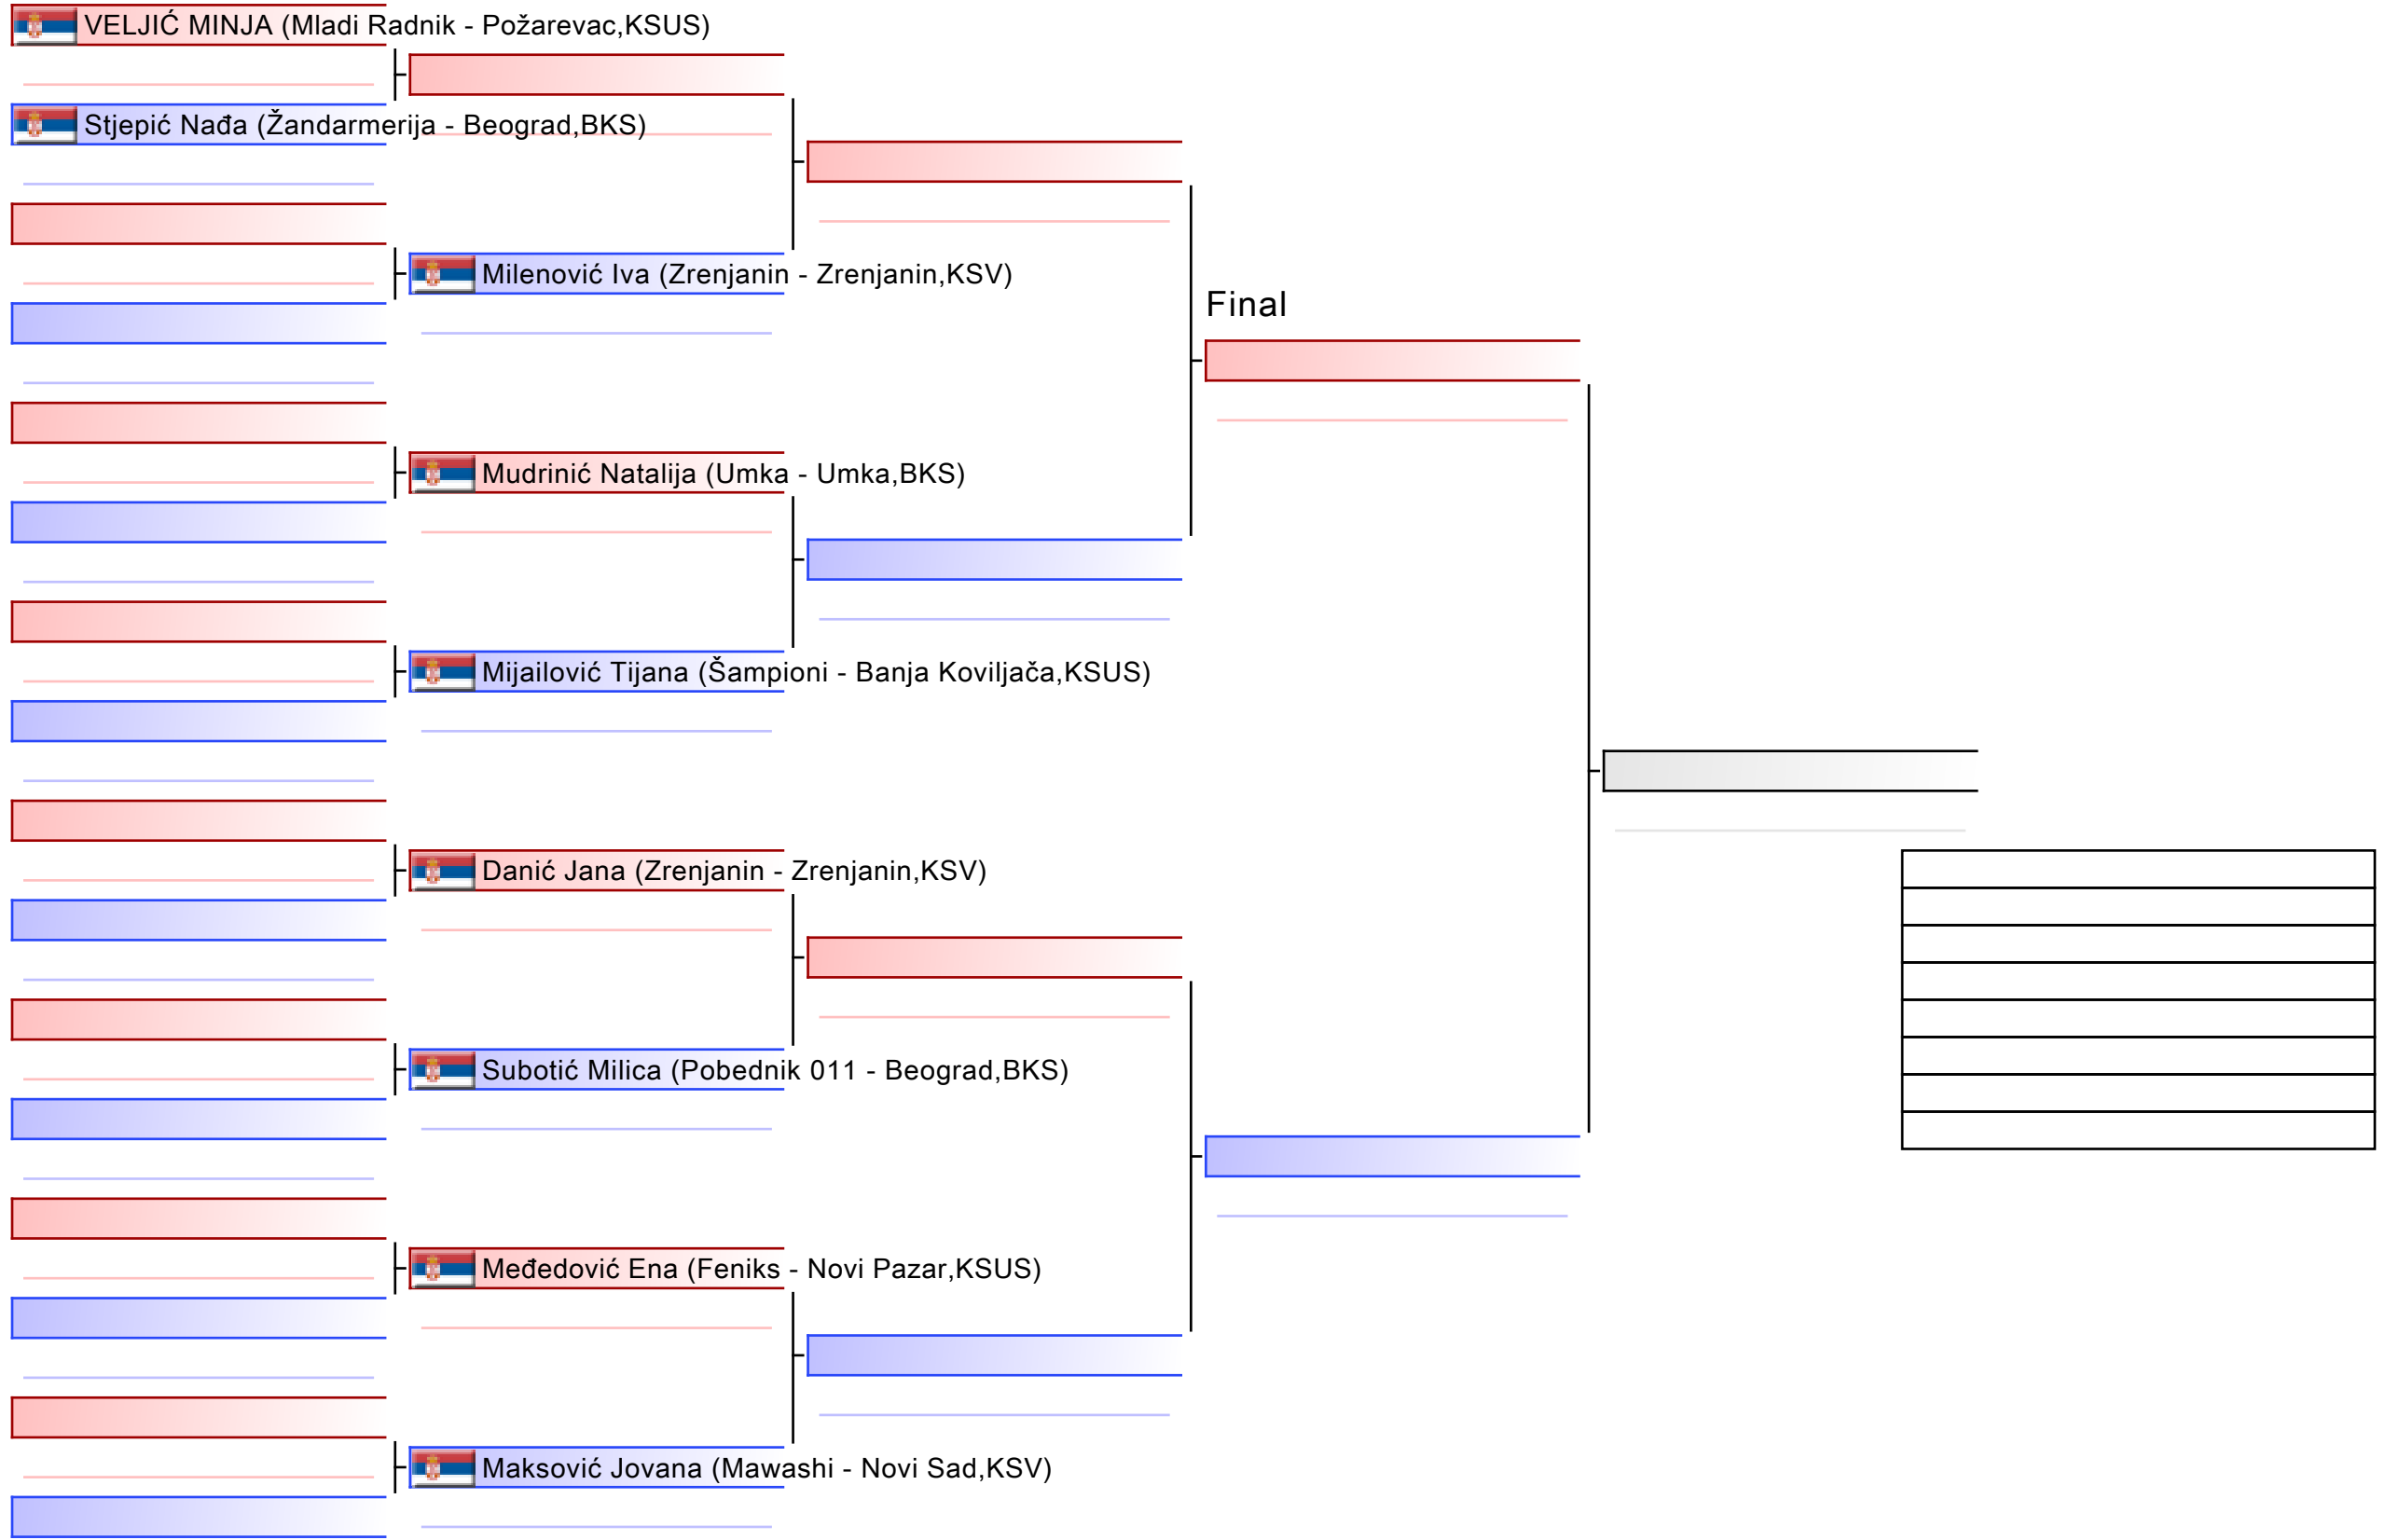 VELJIĆ MINJA (Mladi Radnik - Požarevac,KSUS)
Stjepić Nađa (Žandarmerija - Beograd,BKS)
Milenović Iva (Zrenjanin - Zrenjanin,KSV)
Final
Mudrinić Natalija (Umka - Umka,BKS)
Mijailović Tijana (Šampioni - Banja Koviljača,KSUS)
Danić Jana (Zrenjanin - Zrenjanin,KSV)
Subotić Milica (Pobednik 011 - Beograd,BKS)
Međedović Ena (Feniks - Novi Pazar,KSUS)
Maksović Jovana (Mawashi - Novi Sad,KSV)